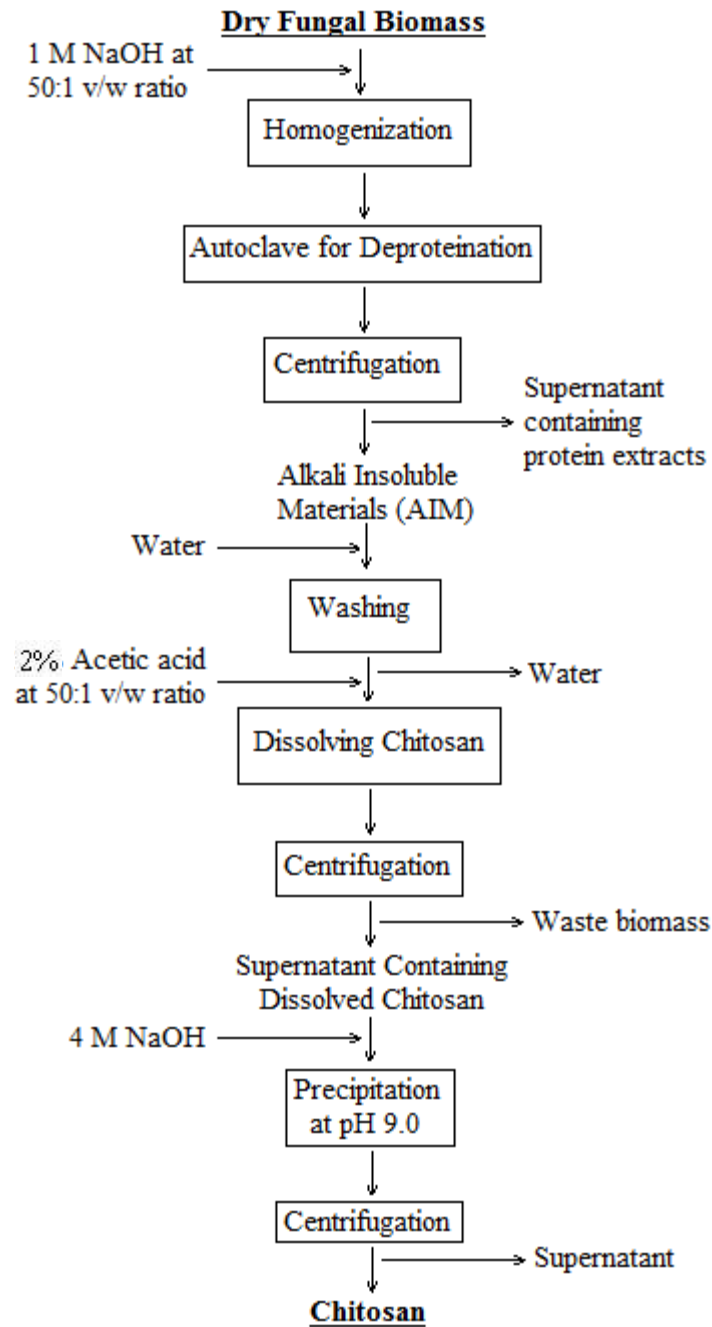 Dry Fungal Biomass
1 M NaOH at
50:1 v/w ratio
Homogenization
Autoclave for Deproteination
Centrifugation
Supernatant
containing
protein extracts
Alkali Insoluble
Materials (AIM)
Water
Washing
2% Acetic acid
at 50:1 v/w ratio
Water
Dissolving Chitosan
Centrifugation
Waste biomass
Supernatant Containing
Dissolved Chitosan
4 M NaOH
Precipitation
at pH 9.0
Centrifugation
Supernatant
Chitosan